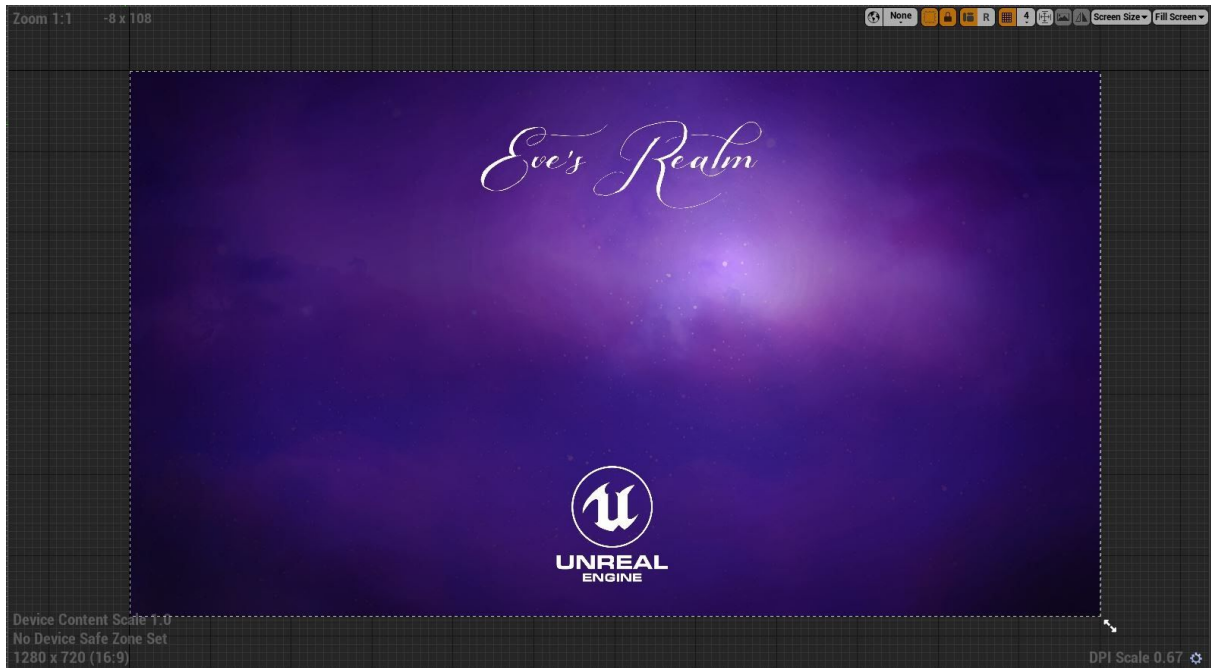 Zoom 1:1 -8 x 108 None R 4 Screen Size Fill Screen
Eve's Realm
UNREAL
ENGINE
Device Content Scale 1.0
No Device Safe Zone Set
1280 x 720 (16:9) DPI Scale 0.67